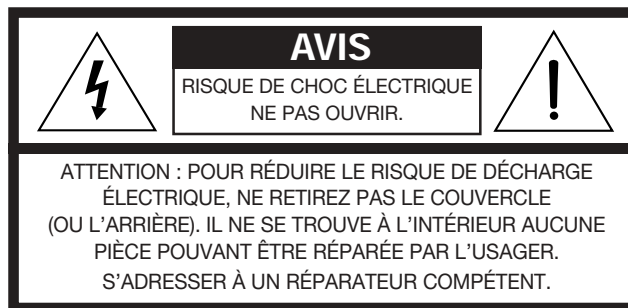 AVIS
RISQUE DE CHOC ÉLECTRIQUE
NE PAS OUVRIR.
ATTENTION : POUR RÉDUIRE LE RISQUE DE DÉCHARGE
ÉLECTRIQUE, NE RETIREZ PAS LE COUVERCLE
(OU L'ARRIÈRE). IL NE SE TROUVE À L'INTÉRIEUR AUCUNE
PIÈCE POUVANT ÊTRE RÉPARÉE PAR L'USAGER.
S'ADRESSER À UN RÉPARATEUR COMPÉTENT.